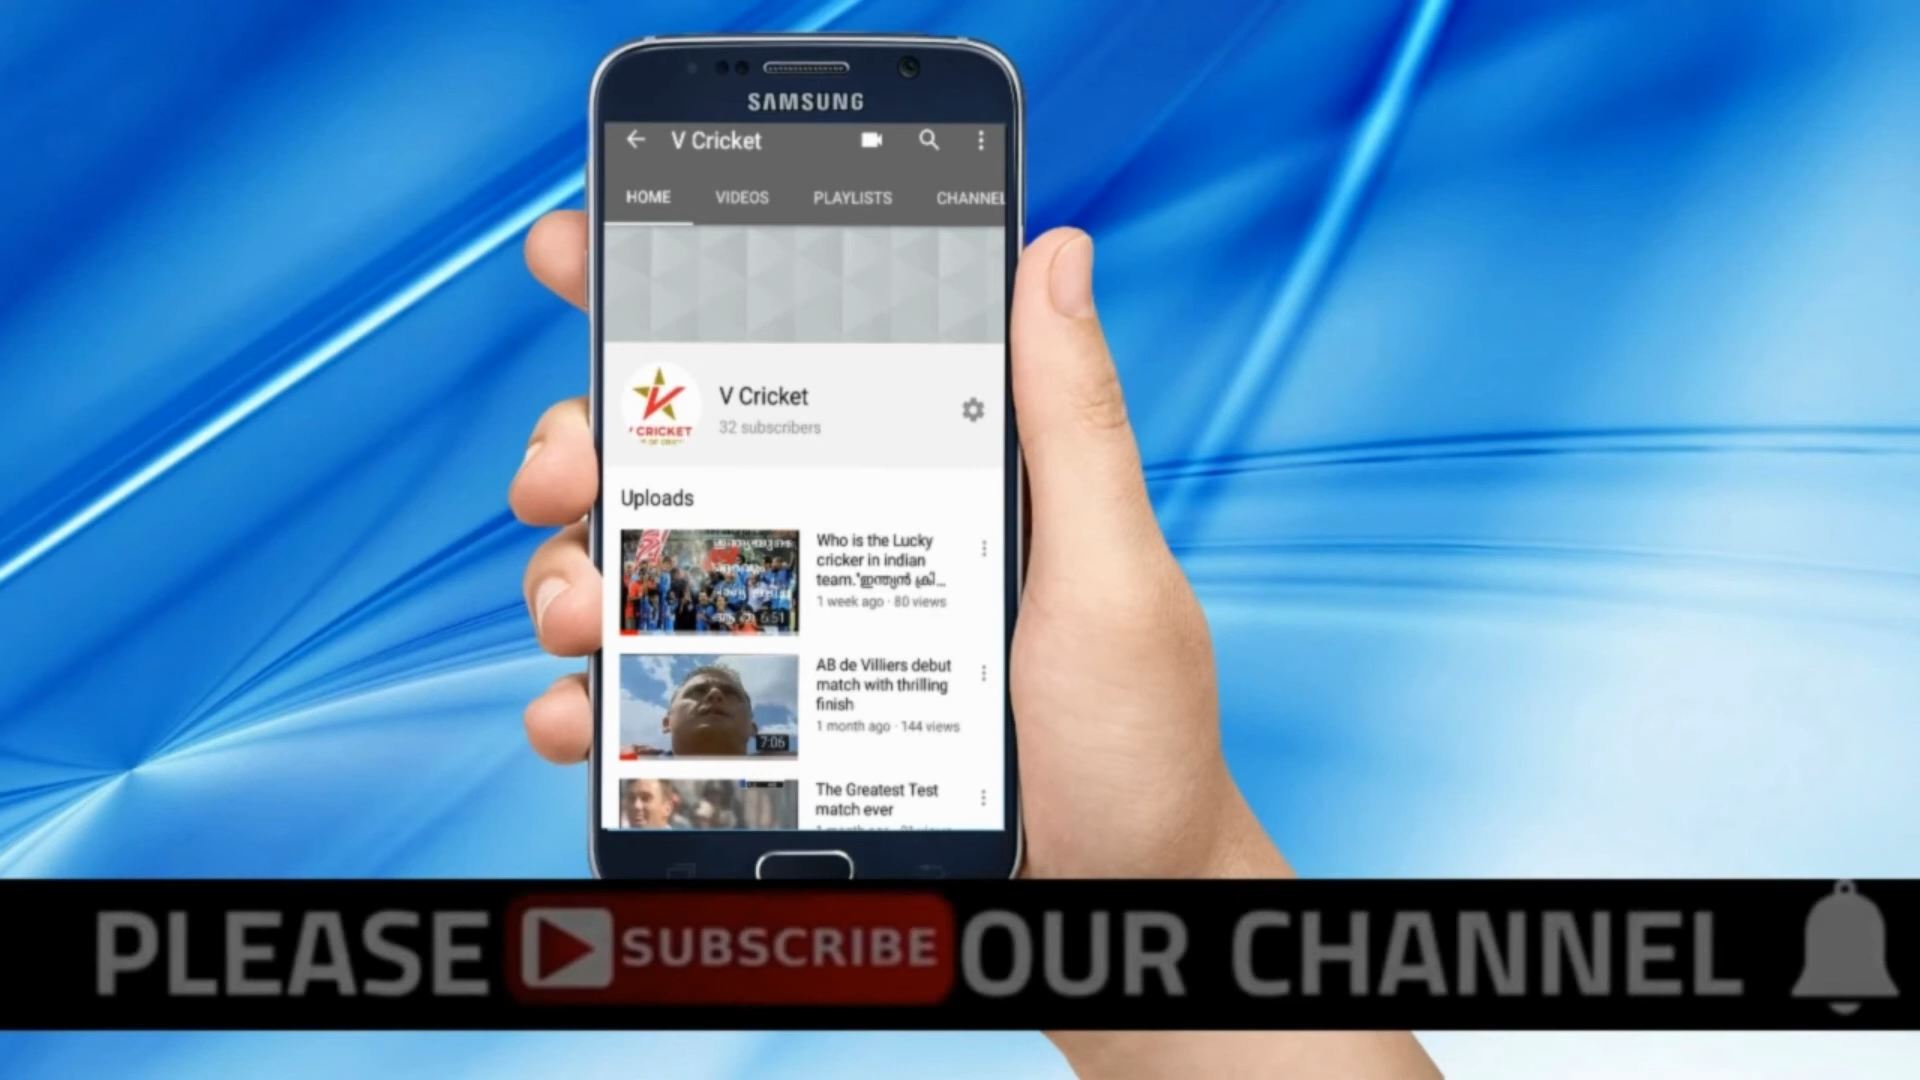 SAMSUNG
V Cricket
HOME VIDEOS PLAYLISTS CHANNEL
V Cricket
32 subscribers
CRICKET
Uploads
Who is the Lucky
cricker in indian
team.'ഇന്ത്യൻ ക്രി...
1 week ago · 80 views
6:51
AB de Villiers debut
match with thrilling
finish
1 month ago · 144 views
7:06
The Greatest Test
match ever
PLEASE SUBSCRIBE OUR CHANNEL